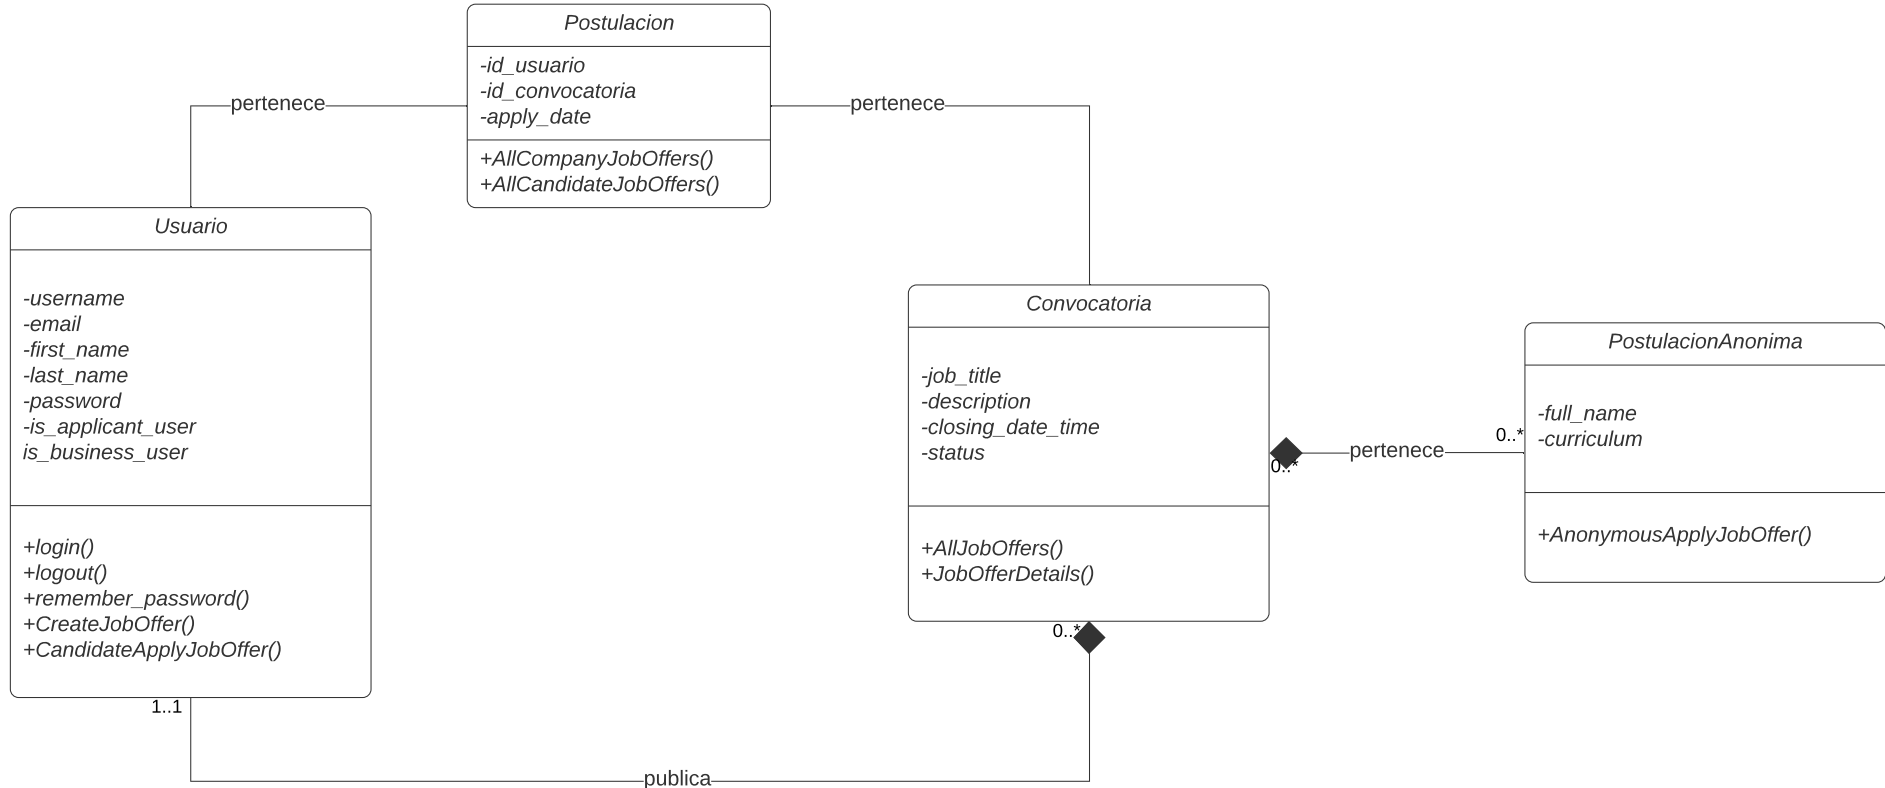 Postulacion
-id_usuario
-id_convocatoria
-apply_date
+AllCompanyJobOffers()
+AllCandidateJobOffers()
pertenece
pertenece
Usuario
-username
-email
-first_name
-last_name
-password
-is_applicant_user
is_business_user
+login()
+logout()
+remember_password()
+CreateJobOffer()
+CandidateApplyJobOffer()
1..1
Convocatoria
-job_title
-description
-closing_date_time
-status
+AllJobOffers()
+JobOfferDetails()
0..*
0..*
pertenece
0..*
PostulacionAnonima
-full_name
-curriculum
+AnonymousApplyJobOffer()
publica